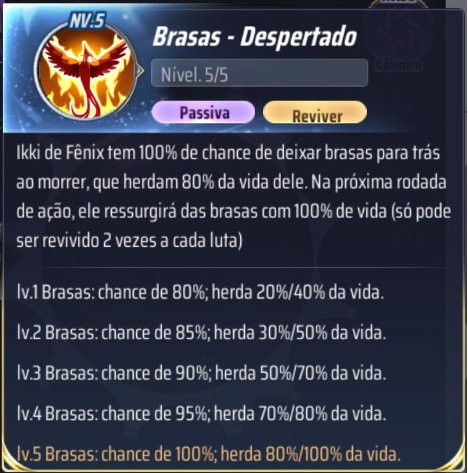 NV.5
Brasas - Despertado
Nível. 5/5
Passiva
Reviver
Ikki de Fênix tem 100% de chance de deixar brasas para trás
ao morrer, que herdam 80% da vida dele. Na próxima rodada
de ação, ele ressurgirá das brasas com 100% de vida (só pode
ser revivido 2 vezes a cada luta)
lv.1 Brasas: chance de 80%; herda 20%/40% da vida.
lv.2 Brasas: chance de 85%; herda 30%/50% da vida.
lv.3 Brasas: chance de 90%; herda 50%/70% da vida.
lv.4 Brasas: chance de 95%; herda 70%/80% da vida.
lv.5 Brasas: chance de 100%; herda 80%/100% da vida.